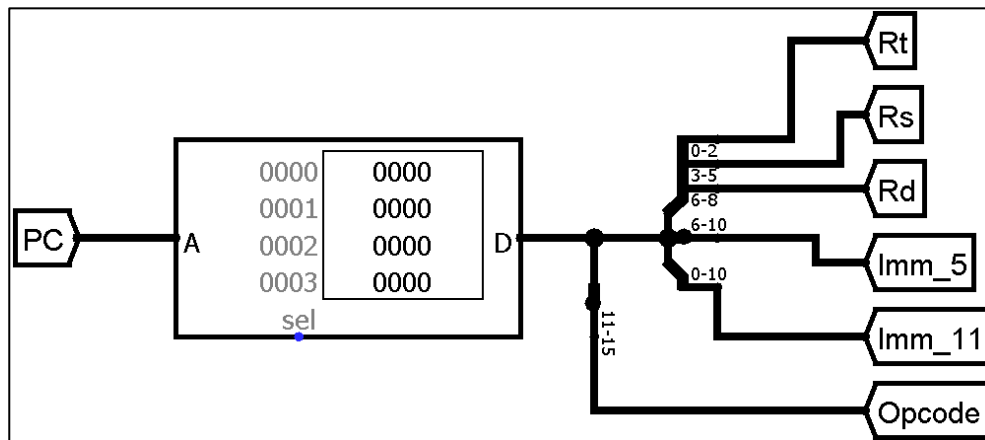 Rt
Rs
0-2
3-5
Rd
6-8
6-10
0000 0000
0001 0000
0002 0000
0003 0000
sel
PC
A
D
Imm_5
0-10
11-15
Imm_11
Opcode